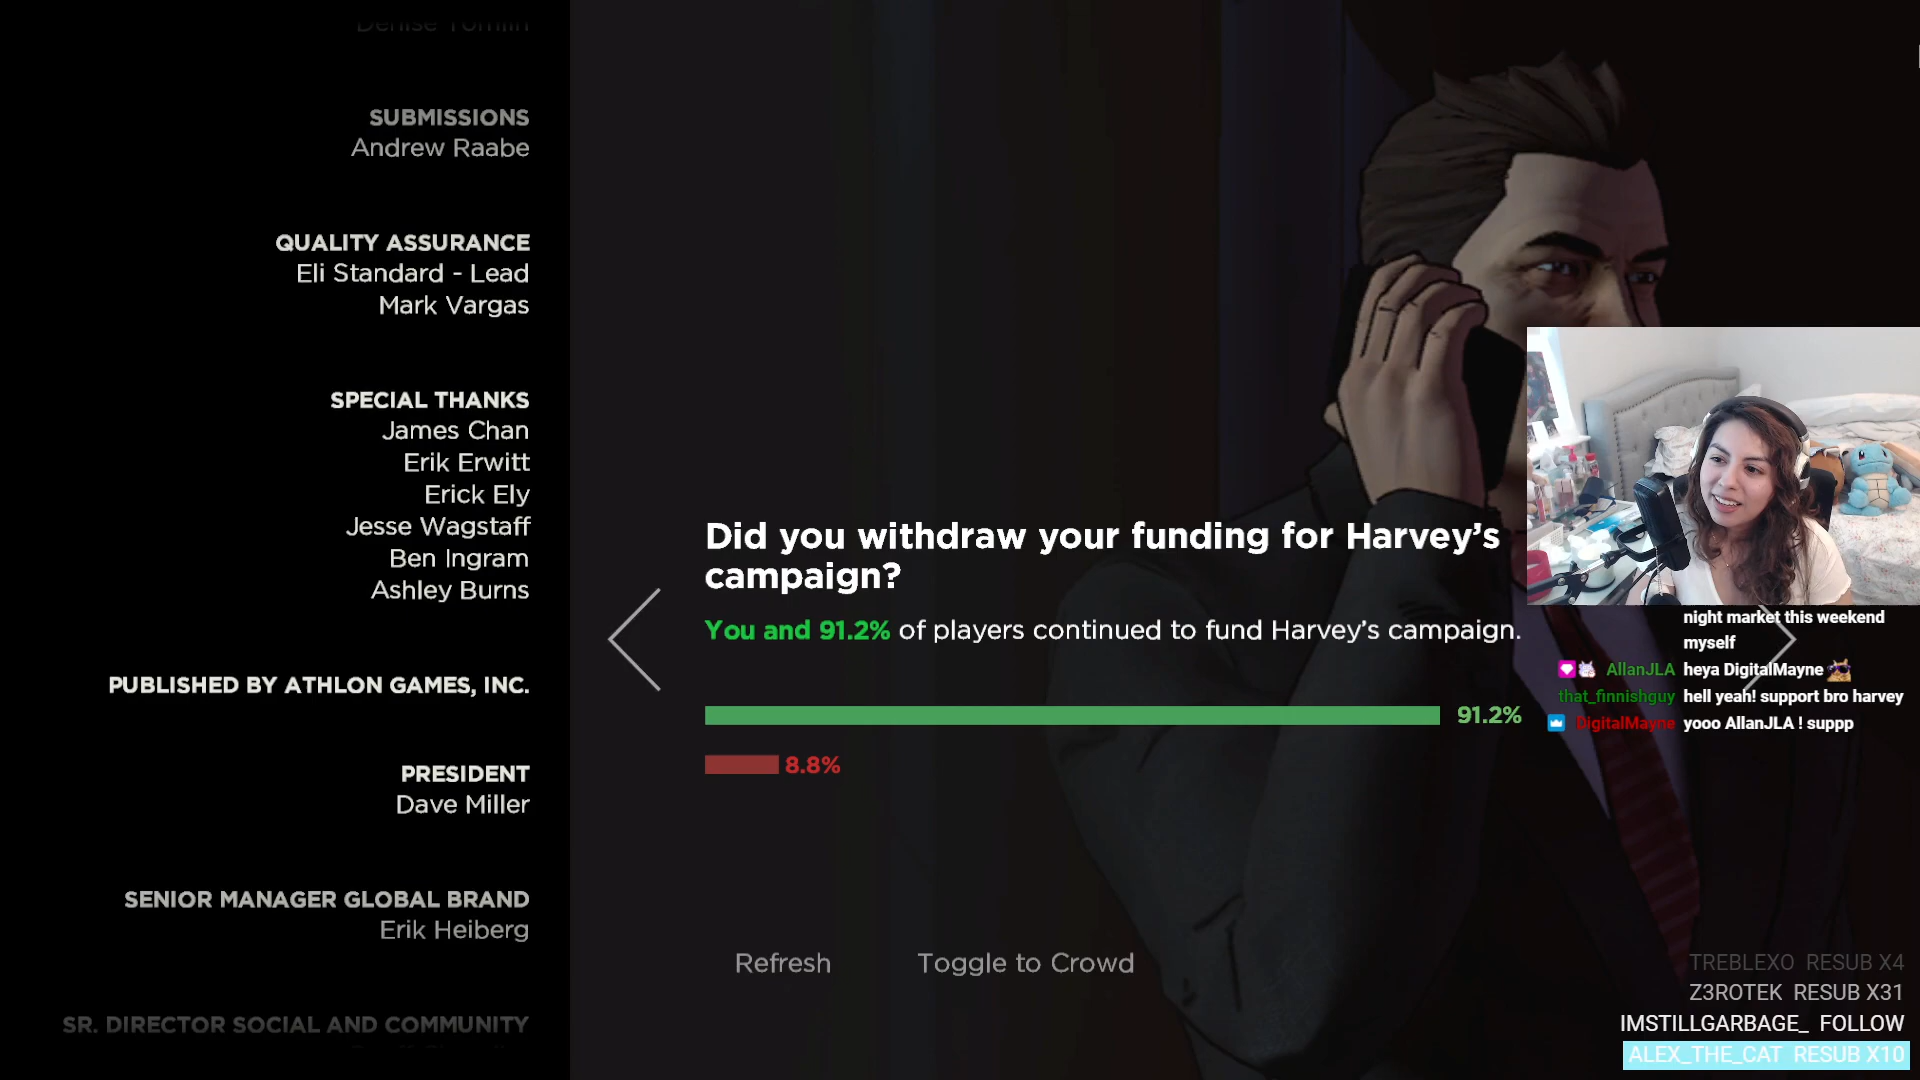 Denise Tomlin
SUBMISSIONS
Andrew Raabe
QUALITY ASSURANCE
Eli Standard - Lead
Mark Vargas
SPECIAL THANKS
James Chan
Erik Erwitt
Erick Ely
Jesse Wagstaff
Ben Ingram
Ashley Burns
PUBLISHED BY ATHLON GAMES, INC.
PRESIDENT
Dave Miller
SENIOR MANAGER GLOBAL BRAND
Erik Heiberg
SR. DIRECTOR SOCIAL AND COMMUNITY
Did you withdraw your funding for Harvey's
campaign?
You and 91.2% of players continued to fund Harvey's campaign.
91.2%
8.8%
Refresh Toggle to Crowd
night market this weekend
myself
AllanJLA heya DigitalMayne
that_finnishguy hell yeah! support bro harvey
DigitalMayne yooo AllanJLA ! suppp
TREBLEXO RESUB X4
Z3ROTEK RESUB X31
IMSTILLGARBAGE_ FOLLOW
ALEX_THE_CAT RESUB X10